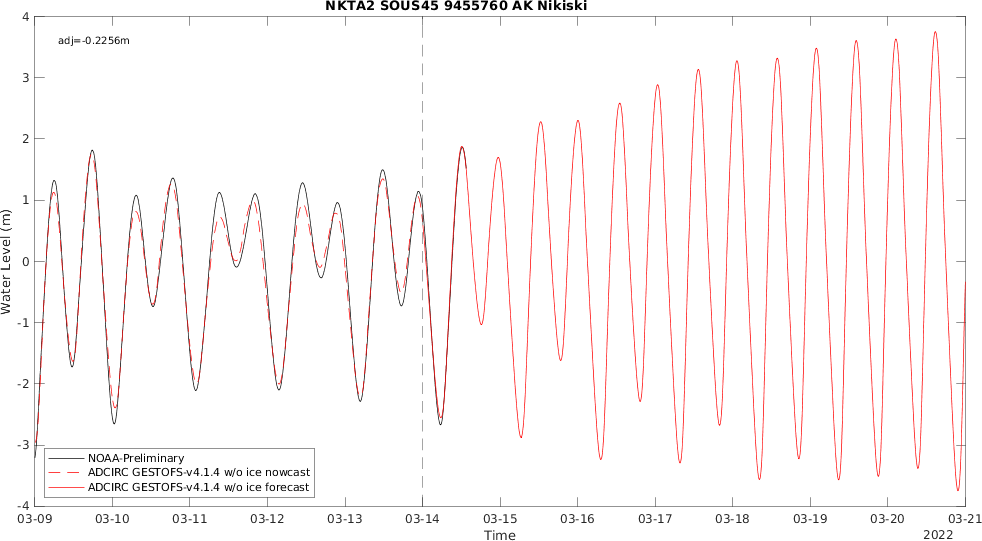 NKTA2 SOUS45 9455760 AK Nikiski
adj=-0.2256m
Water Level (m)
4
3
2
1
0
-1
-2
-3
-4
NOAA-Preliminary
ADCIRC GESTOFS-v4.1.4 w/o ice nowcast
ADCIRC GESTOFS-v4.1.4 w/o ice forecast
03-09 03-10 03-11 03-12 03-13 03-14 03-15 03-16 03-17 03-18 03-19 03-20 03-21
Time
2022